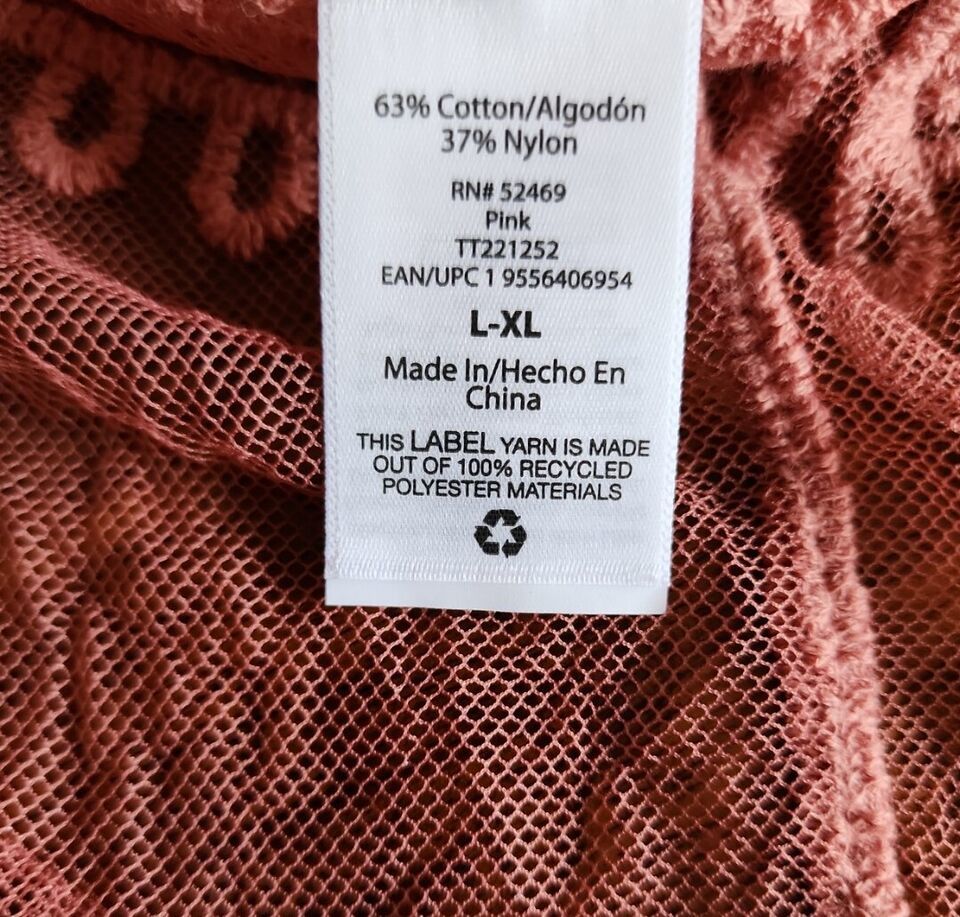 63% Cotton/Algodón
37% Nylon
RN# 52469
Pink
TT221252
EAN/UPC 1 9556406954
L-XL
Made In/Hecho En
China
THIS LABEL YARN IS MADE
OUT OF 100% RECYCLED
POLYESTER MATERIALS